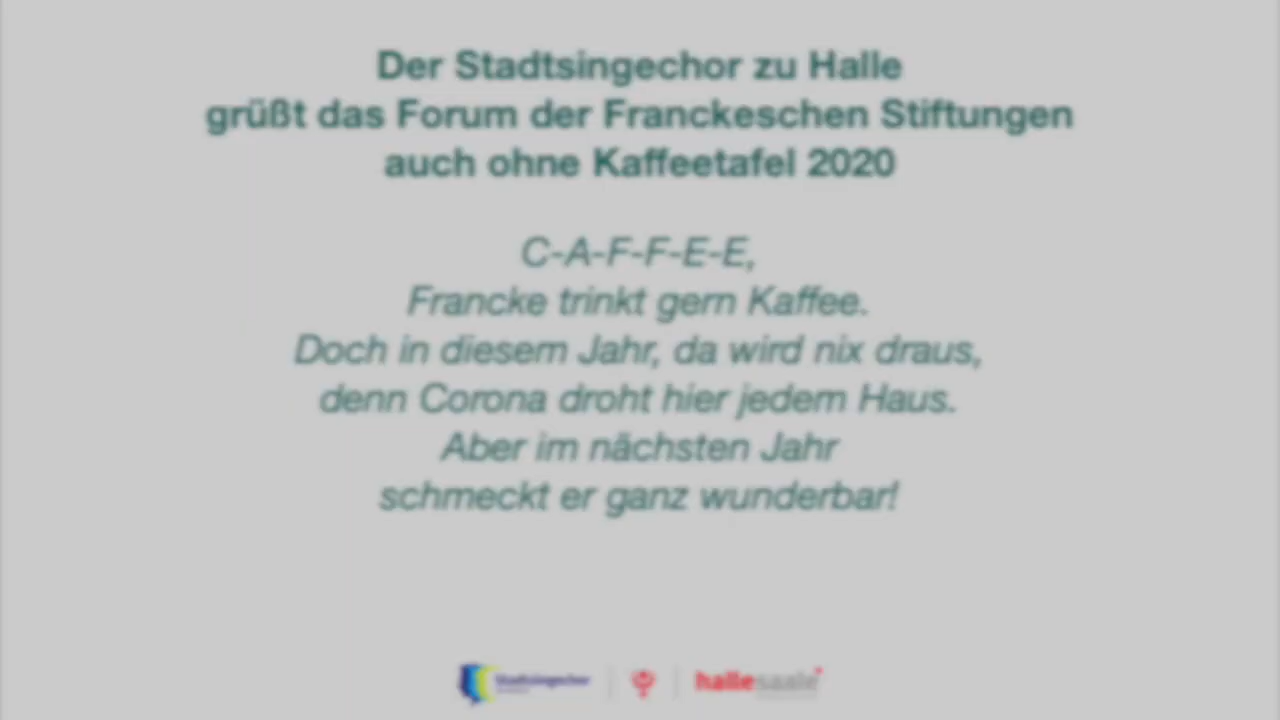 Der Stadtsingechor zu Halle
grüßt das Forum der Franckeschen Stiftungen
auch ohne Kaffeetafel 2020
C-A-F-F-E-E,
Francke trinkt gern Kaffee.
Doch in diesem Jahr, da wird nix draus,
denn Corona droht hier jedem Haus.
Aber im nächsten Jahr
schmeckt er ganz wunderbar!
Stadtsingechor
hallesaale